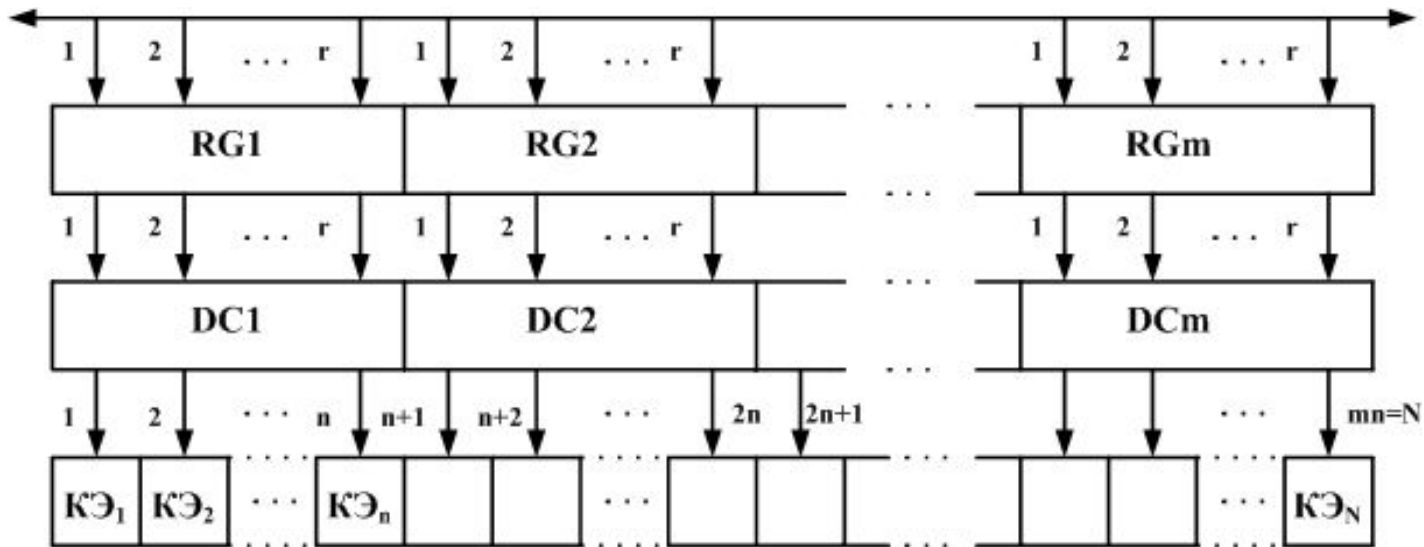 1 2 . . . r 1 2 . . . r 1 2 . . . r
RG1 RG2 . . . RGm
. . .
1 2 . . . r 1 2 . . . r 1 2 . . . r
DC1 DC2 . . . DCm
. . .
1 2 . . . n n+1 n+2 . . . 2n 2n+1 . . . mn=N
КЭ₁ КЭ₂ . . . КЭₙ . . . КЭN